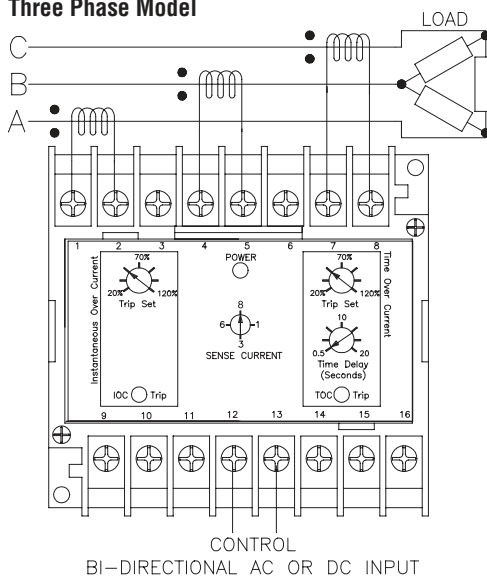 Three Phase Model
LOAD
C
B
A
1 2 3 4 5 6 7 8
POWER
Instantaneous Over Current
70%
20% 120%
Trip Set
IOC Trip
8
6 1
3
SENSE CURRENT
Time Over Current
70%
20% 120%
Trip Set
10
0.5 20
Time Delay
(Seconds)
TOC Trip
9 10 11 12 13 14 15 16
CONTROL
BI-DIRECTIONAL AC OR DC INPUT